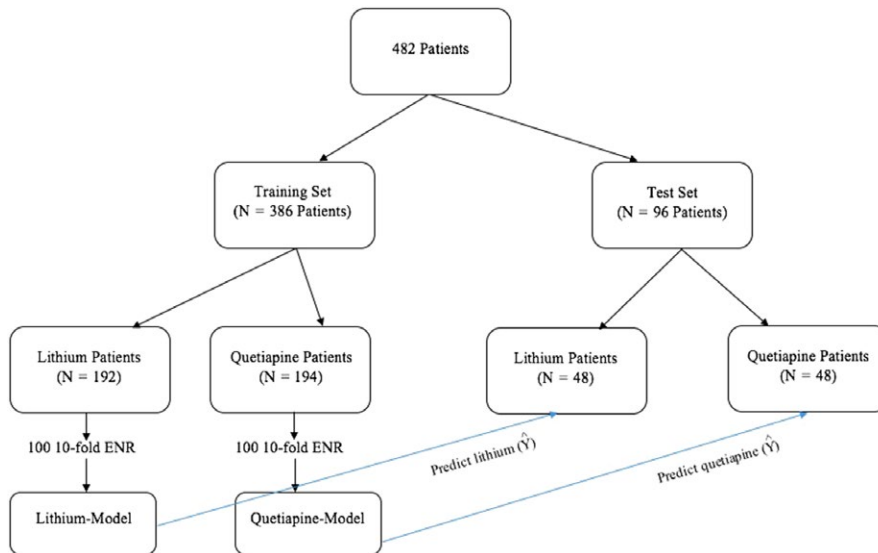 482 Patients
Training Set
(N = 386 Patients)
Test Set
(N = 96 Patients)
Lithium Patients
(N = 192)
Quetiapine Patients
(N = 194)
Lithium Patients
(N = 48)
Quetiapine Patients
(N = 48)
100 10-fold ENR
100 10-fold ENR
Predict lithium (Ŷ)
Predict quetiapine (Ŷ)
Lithium-Model
Quetiapine-Model